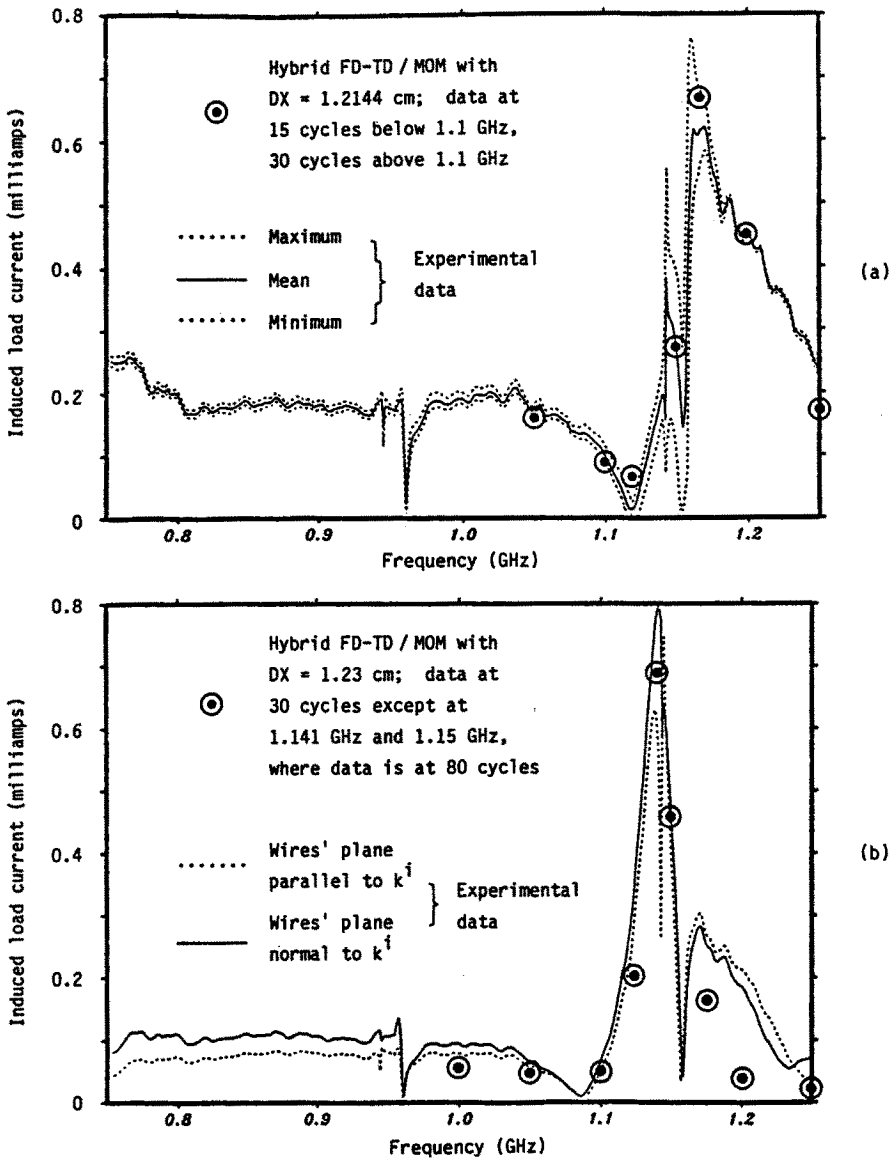 0.8
0.6
0.4
0.2
0
Induced load current (milliamps)
Hybrid FD-TD / MOM with
DX = 1.2144 cm; data at
15 cycles below 1.1 GHz,
30 cycles above 1.1 GHz
Maximum
Mean
Minimum
Experimental
data
(a)
0.8
0.9
1.0
1.1
1.2
Frequency (GHz)
0.8
0.6
0.4
0.2
0
Induced load current (milliamps)
Hybrid FD-TD / MOM with
DX = 1.23 cm; data at
30 cycles except at
1.141 GHz and 1.15 GHz,
where data is at 80 cycles
Wires' plane
parallel to kⁱ
Wires' plane
normal to kⁱ
Experimental
data
(b)
0.8
0.9
1.0
1.1
1.2
Frequency (GHz)